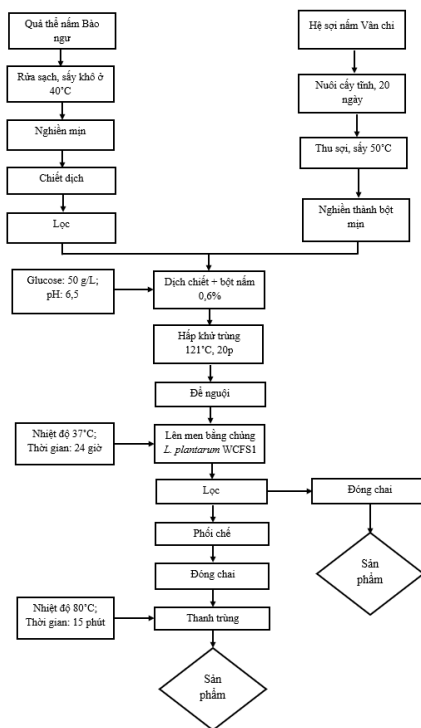 Quả thể nấm Bào
ngư
Rửa sạch, sấy khô ở
40°C
Nghiền mịn
Chiết dịch
Lọc
Hệ sợi nấm Vân chi
Nuôi cấy tĩnh, 20
ngày
Thu sợi, sấy 50°C
Nghiền thành bột
mịn
Glucose: 50 g/L;
pH: 6,5
Dịch chiết + bột nấm
0,6%
Hấp khử trùng
121°C, 20p
Để nguội
Nhiệt độ 37°C;
Thời gian: 24 giờ
Lên men bằng chủng
L. plantarum WCFS1
Lọc
Đóng chai
Sản
phẩm
Phối chế
Đóng chai
Nhiệt độ 80°C;
Thời gian: 15 phút
Thanh trùng
Sản
phẩm